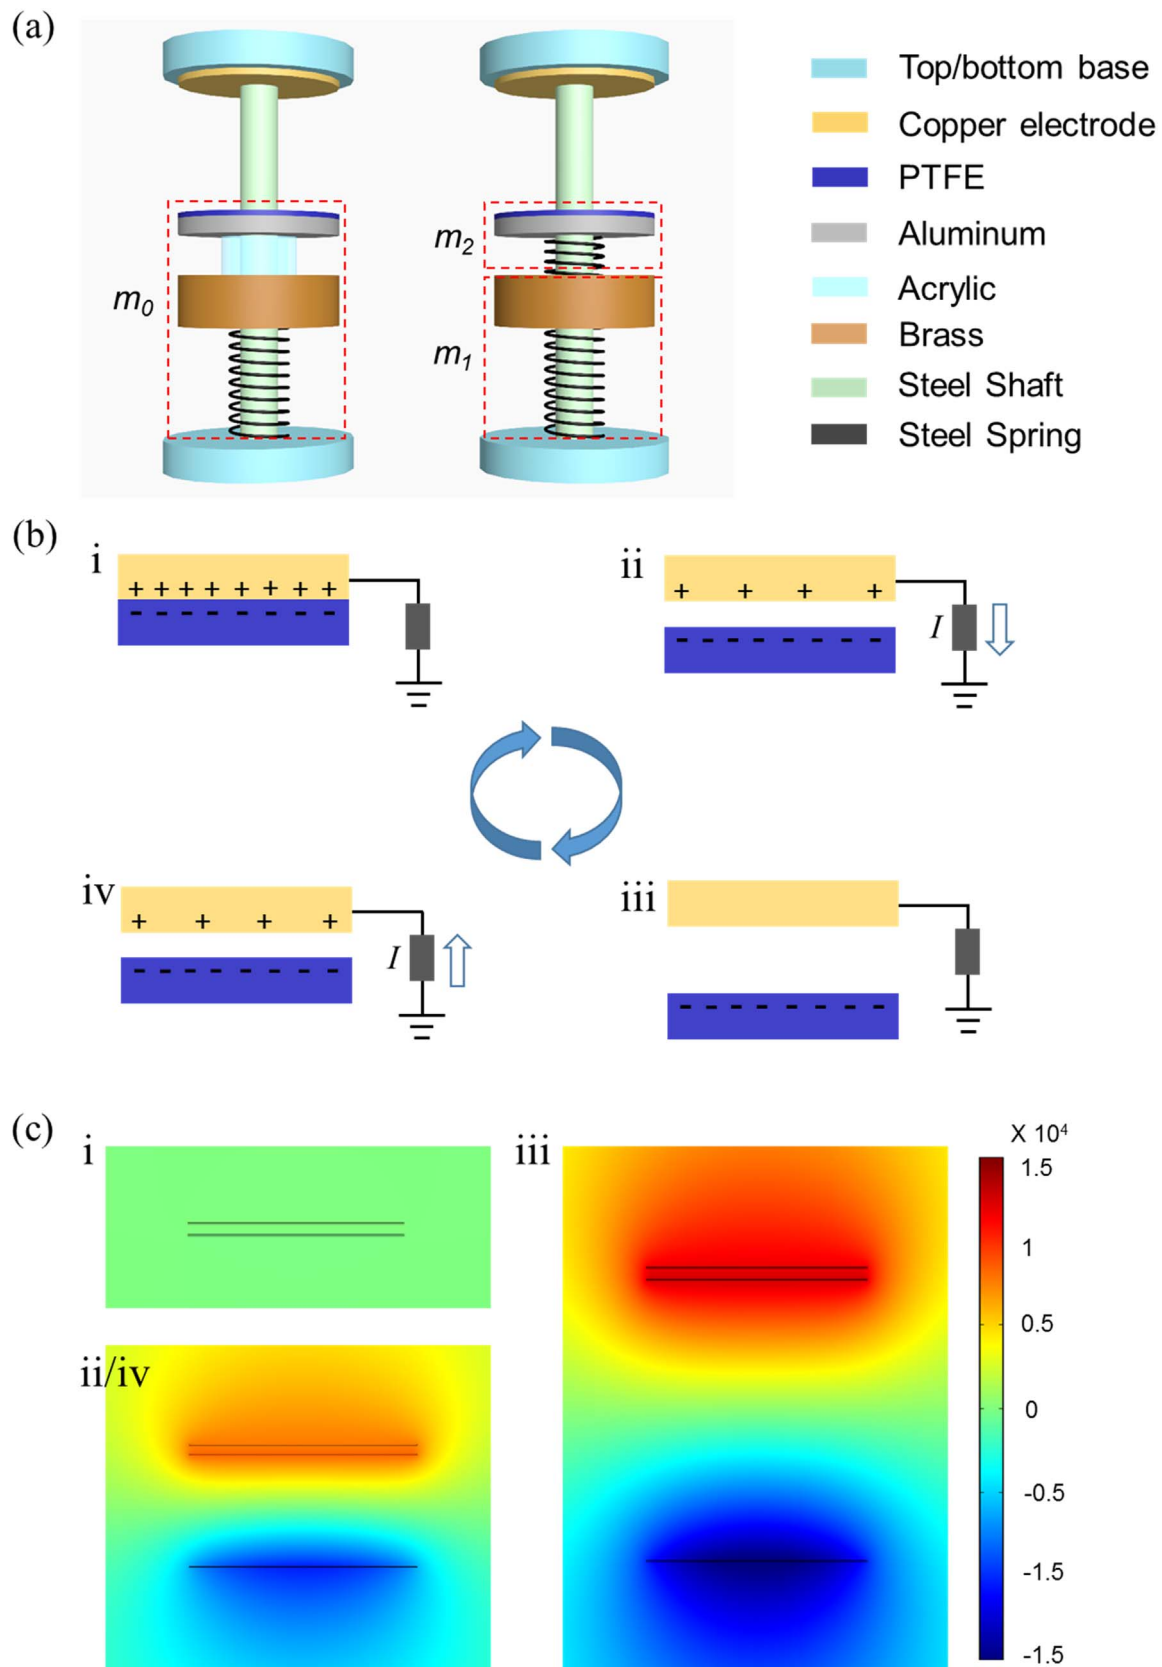 (a)
Top/bottom base
Copper electrode
PTFE
Aluminum
Acrylic
Brass
Steel Shaft
Steel Spring
m0
m2
m1
(b)
i
+ + + + + + + +
- - - - - - - -
ii
+ + + +
- - - - - - - -
I
iv
+ + + +
- - - - - - - -
I
iii
- - - - - - - -
(c)
i
ii/iv
iii
X 10⁴
1.5
1
0.5
0
-0.5
-1.5
-1.5